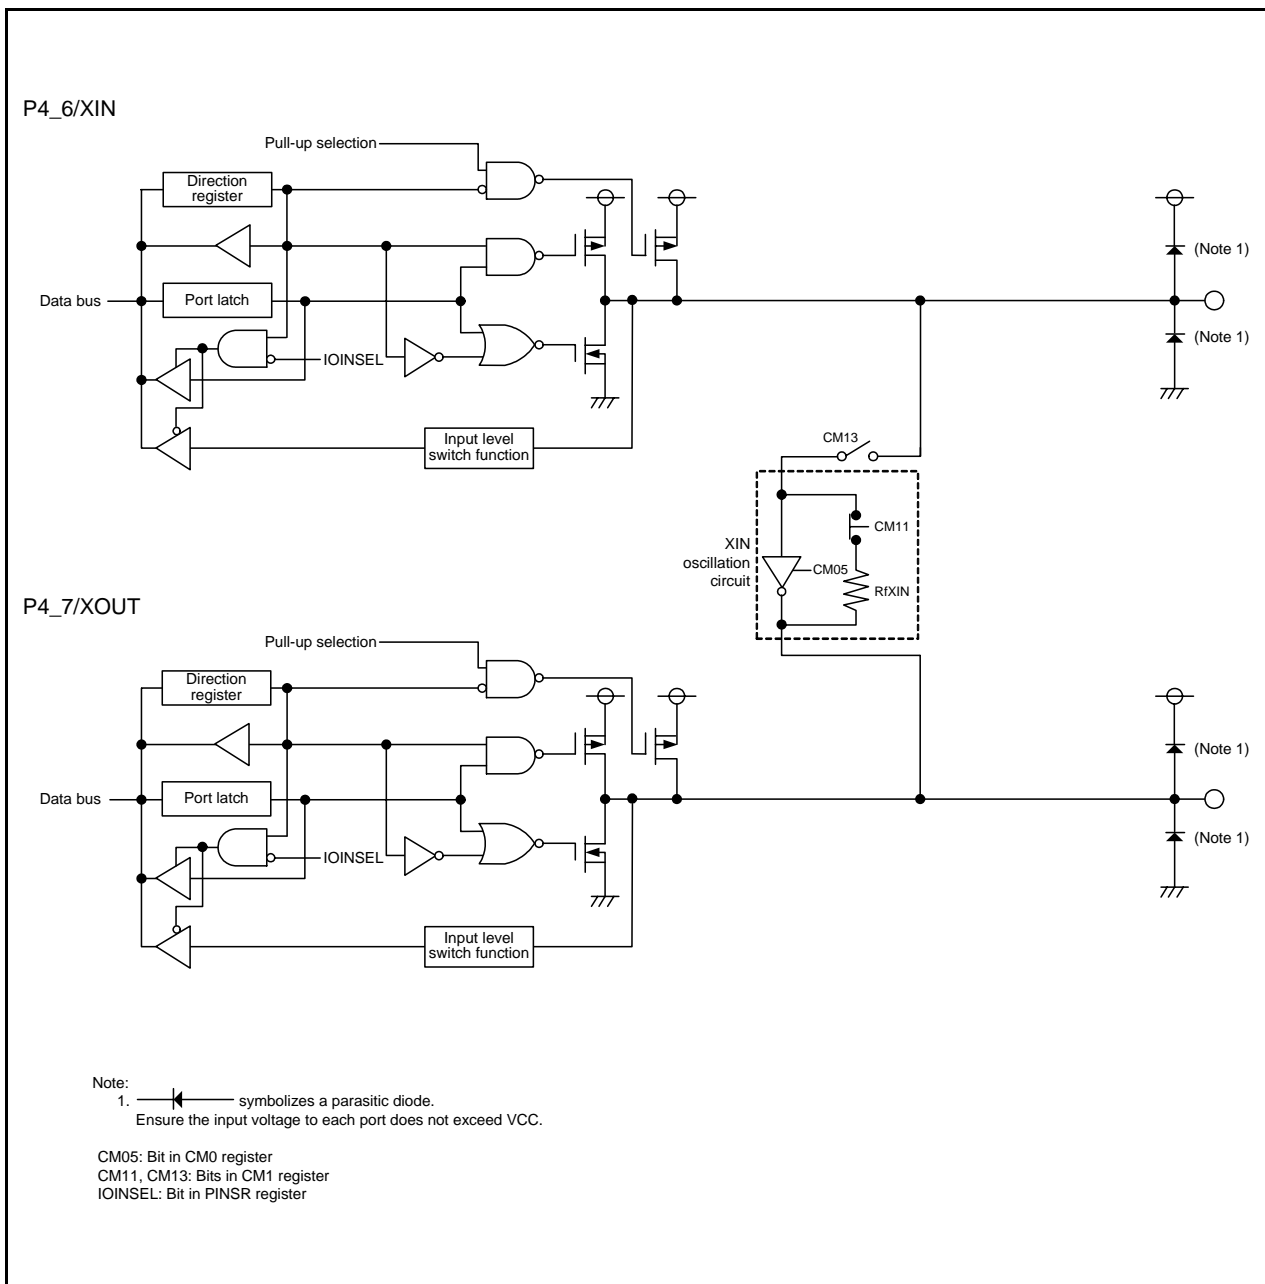 P4_6/XIN
Pull-up selection
Direction
register
(Note 1)
Data bus
Port latch
(Note 1)
IOINSEL
Input level
switch function
CM13
CM11
XIN
oscillation
circuit
CM05
RfXIN
P4_7/XOUT
Pull-up selection
Direction
register
(Note 1)
Data bus
Port latch
(Note 1)
IOINSEL
Input level
switch function
Note:
1. symbolizes a parasitic diode.
Ensure the input voltage to each port does not exceed VCC.
CM05: Bit in CM0 register
CM11, CM13: Bits in CM1 register
IOINSEL: Bit in PINSR register